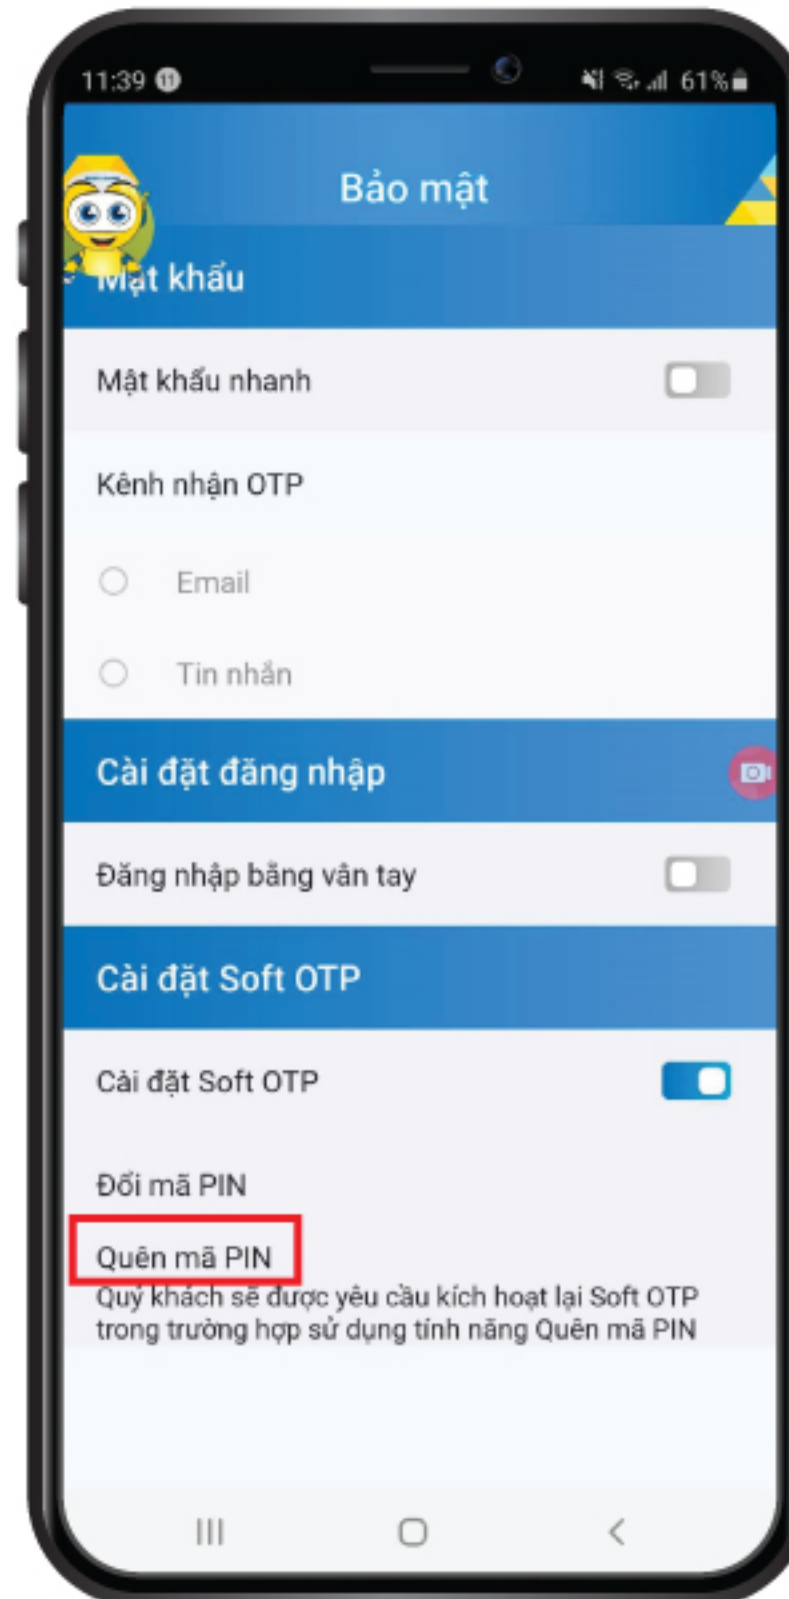 11:39 11 61%
Bảo mật
Mật khẩu
Mật khẩu nhanh
Kênh nhận OTP
Email
Tin nhắn
Cài đặt đăng nhập
Đăng nhập bằng vân tay
Cài đặt Soft OTP
Cài đặt Soft OTP
Đổi mã PIN
Quên mã PIN
Quý khách sẽ được yêu cầu kích hoạt lại Soft OTP
trong trường hợp sử dụng tính năng Quên mã PIN